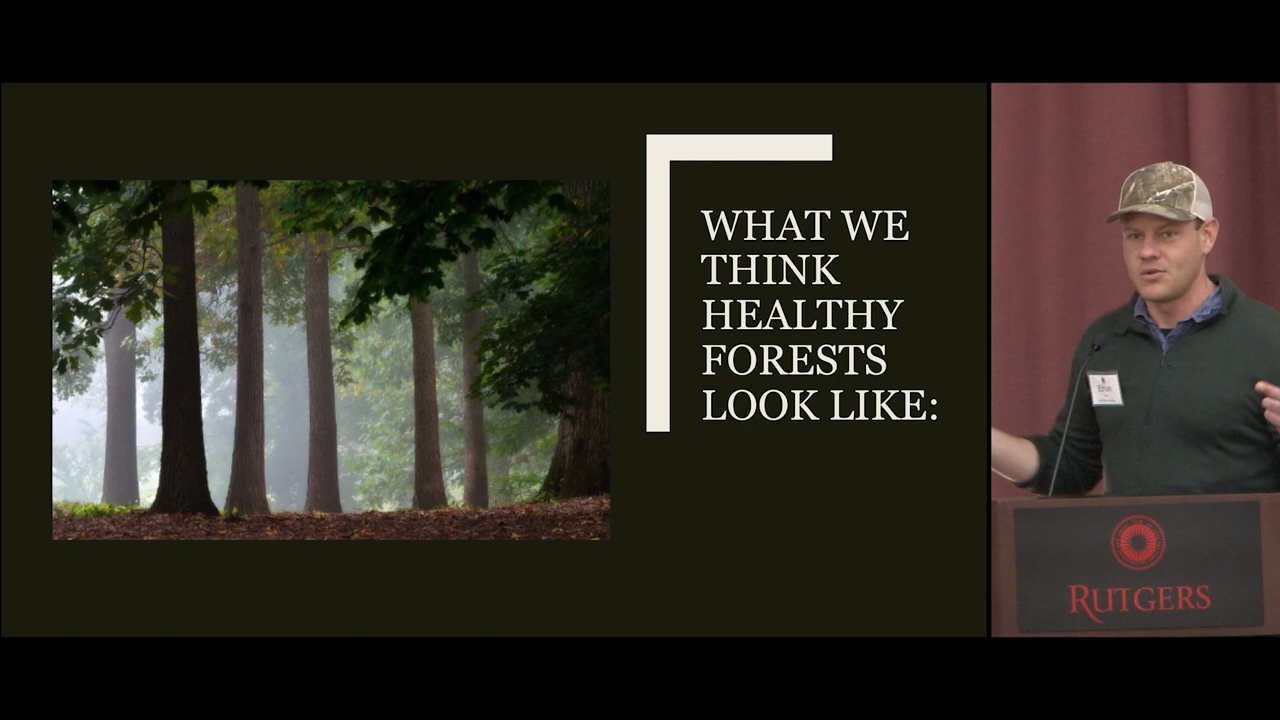 WHAT WE
THINK
HEALTHY
FORESTS
LOOK LIKE:
RUTGERS